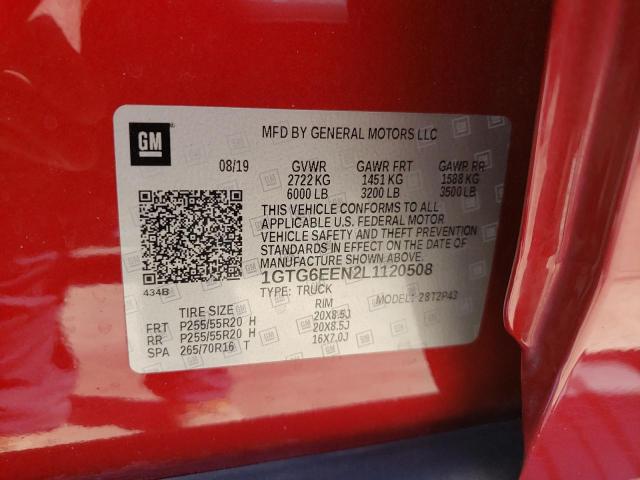 GM
MFD BY GENERAL MOTORS LLC
08/19 GVWR GAWR FRT GAWR RR
2722 KG 1451 KG 1588 KG
6000 LB 3200 LB 3500 LB
THIS VEHICLE CONFORMS TO ALL
APPLICABLE U.S. FEDERAL MOTOR
VEHICLE SAFETY AND THEFT PREVENTION
STANDARDS IN EFFECT ON THE DATE OF
MANUFACTURE SHOWN ABOVE.
434B 1GTG6EEN2L1120508
TYPE: TRUCK MODEL: 28T2P43
TIRE SIZE RIM
FRT P255/55R20 H 20X8.5J
RR P255/55R20 H 20X8.5J
SPA 265/70R16 T 16X7.0J